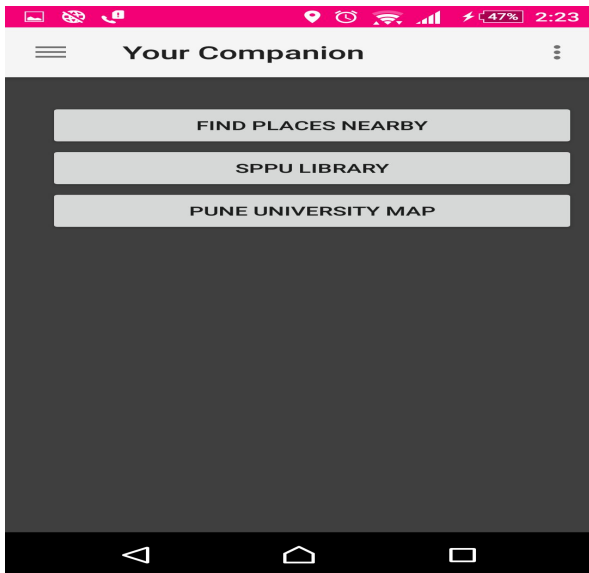 47% 2:23
Your Companion
FIND PLACES NEARBY
SPPU LIBRARY
PUNE UNIVERSITY MAP